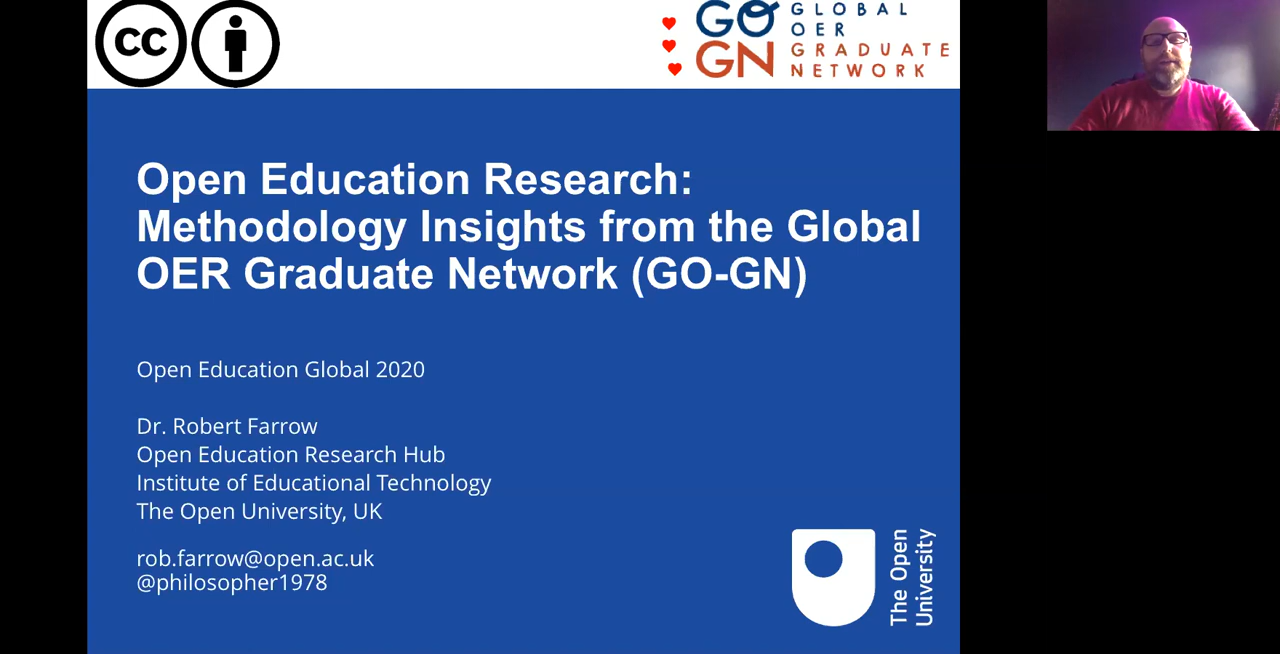 CC
GO GLOBAL
OER
GN GRADUATE
NETWORK
Open Education Research:
Methodology Insights from the Global
OER Graduate Network (GO-GN)
Open Education Global 2020
Dr. Robert Farrow
Open Education Research Hub
Institute of Educational Technology
The Open University, UK
rob.farrow@open.ac.uk
@philosopher1978
The Open
University